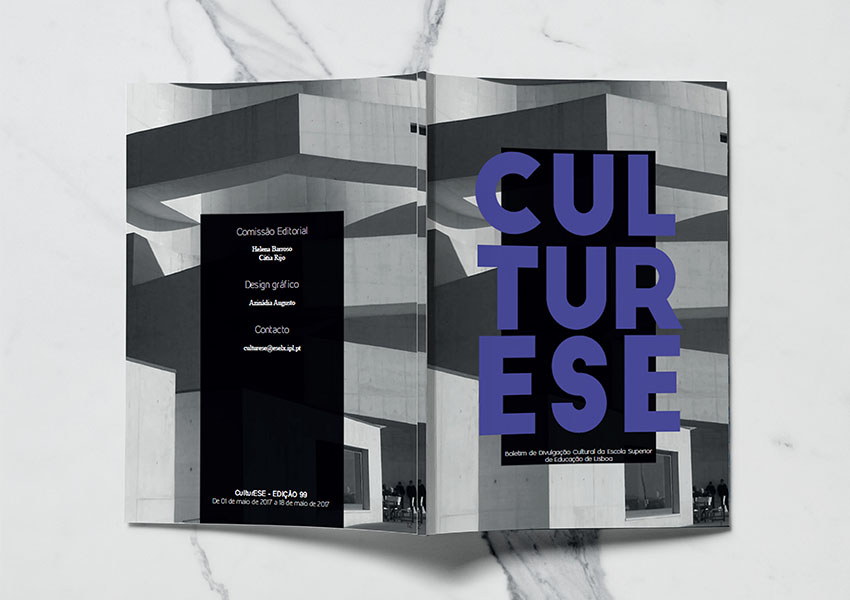 Comissão Editorial
Helena Barroso
Cátia Rijo
Design gráfico
Azinádia Augusto
Contacto
culturese@eselx.ipl.pt
CulturESE - EDIÇÃO 99
De 01 de maio de 2017 a 18 de maio de 2017
CUL
TUR
ESE
Boletim de Divulgação Cultural da Escola Superior
de Educação de Lisboa